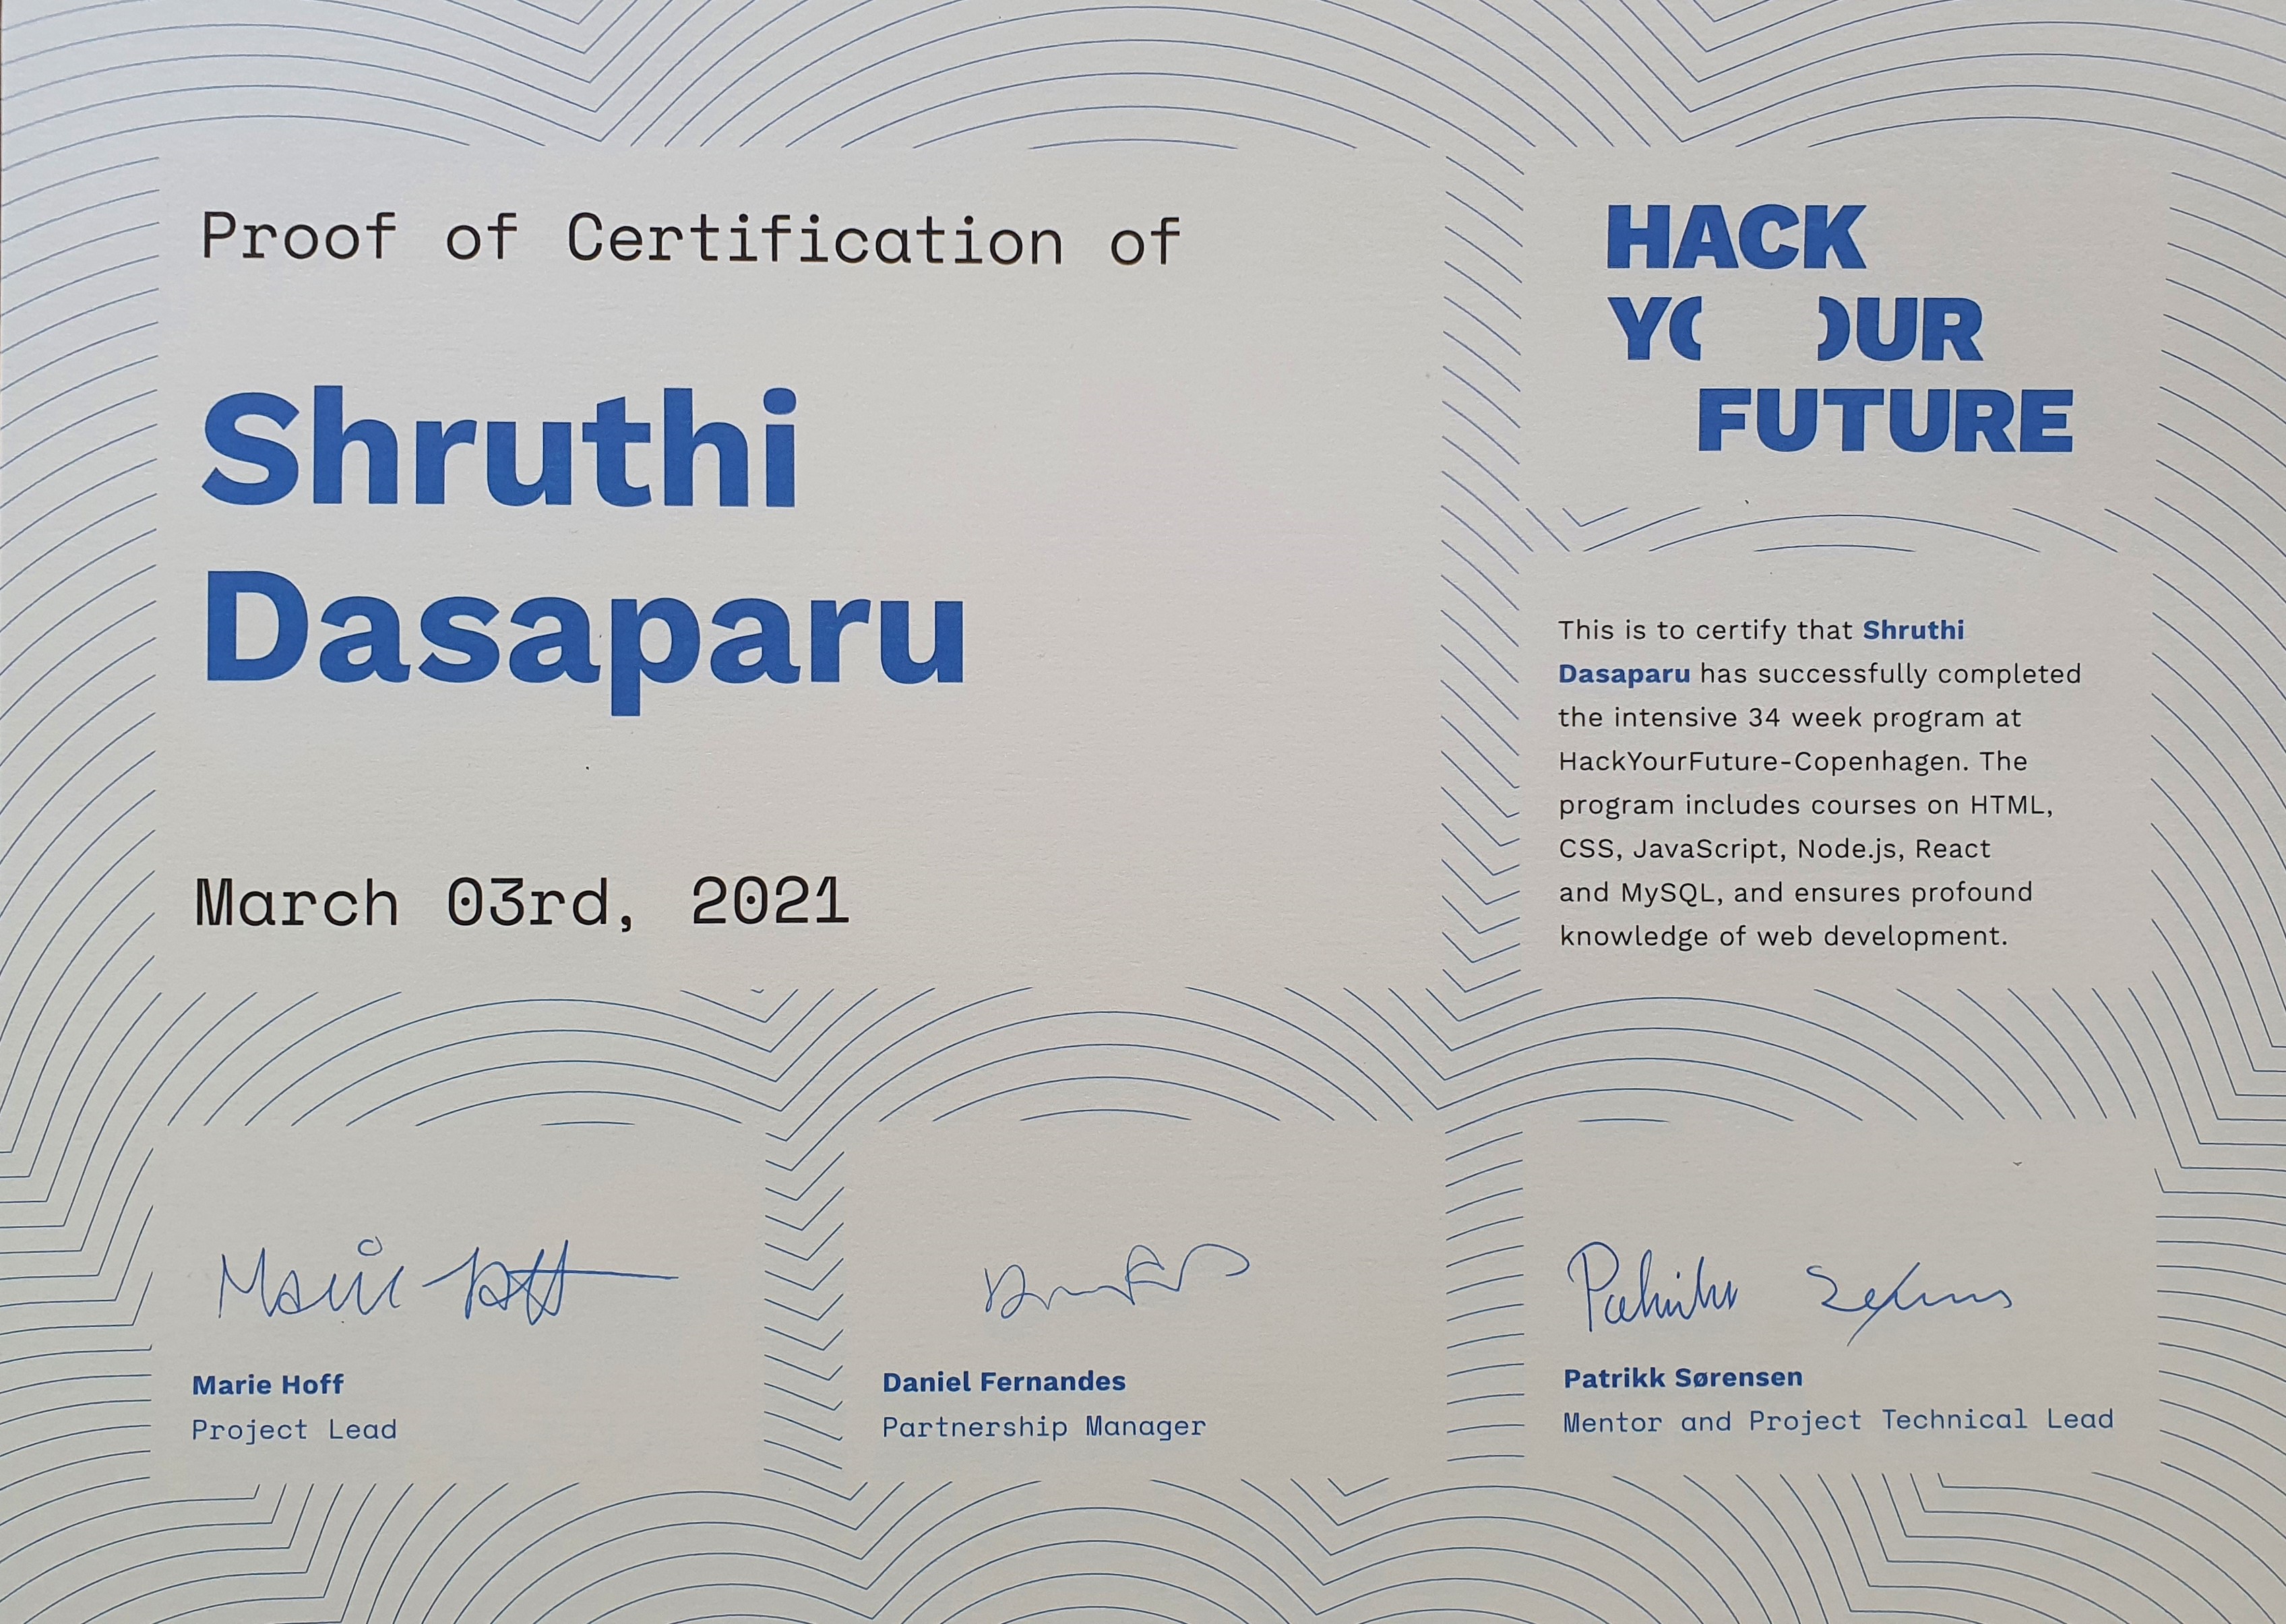 Proof of Certification of
Shruthi
Dasaparu
March 03rd, 2021
HACK
YOUR
FUTURE
This is to certify that Shruthi
Dasaparu has successfully completed
the intensive 34 week program at
HackYourFuture-Copenhagen. The
program includes courses on HTML,
CSS, JavaScript, Node.js, React
and MySQL, and ensures profound
knowledge of web development.
Marie Hoff
Marie Hoff
Project Lead
Daniel Fernandes
Partnership Manager
Patrikk Sørensen
Mentor and Project Technical Lead